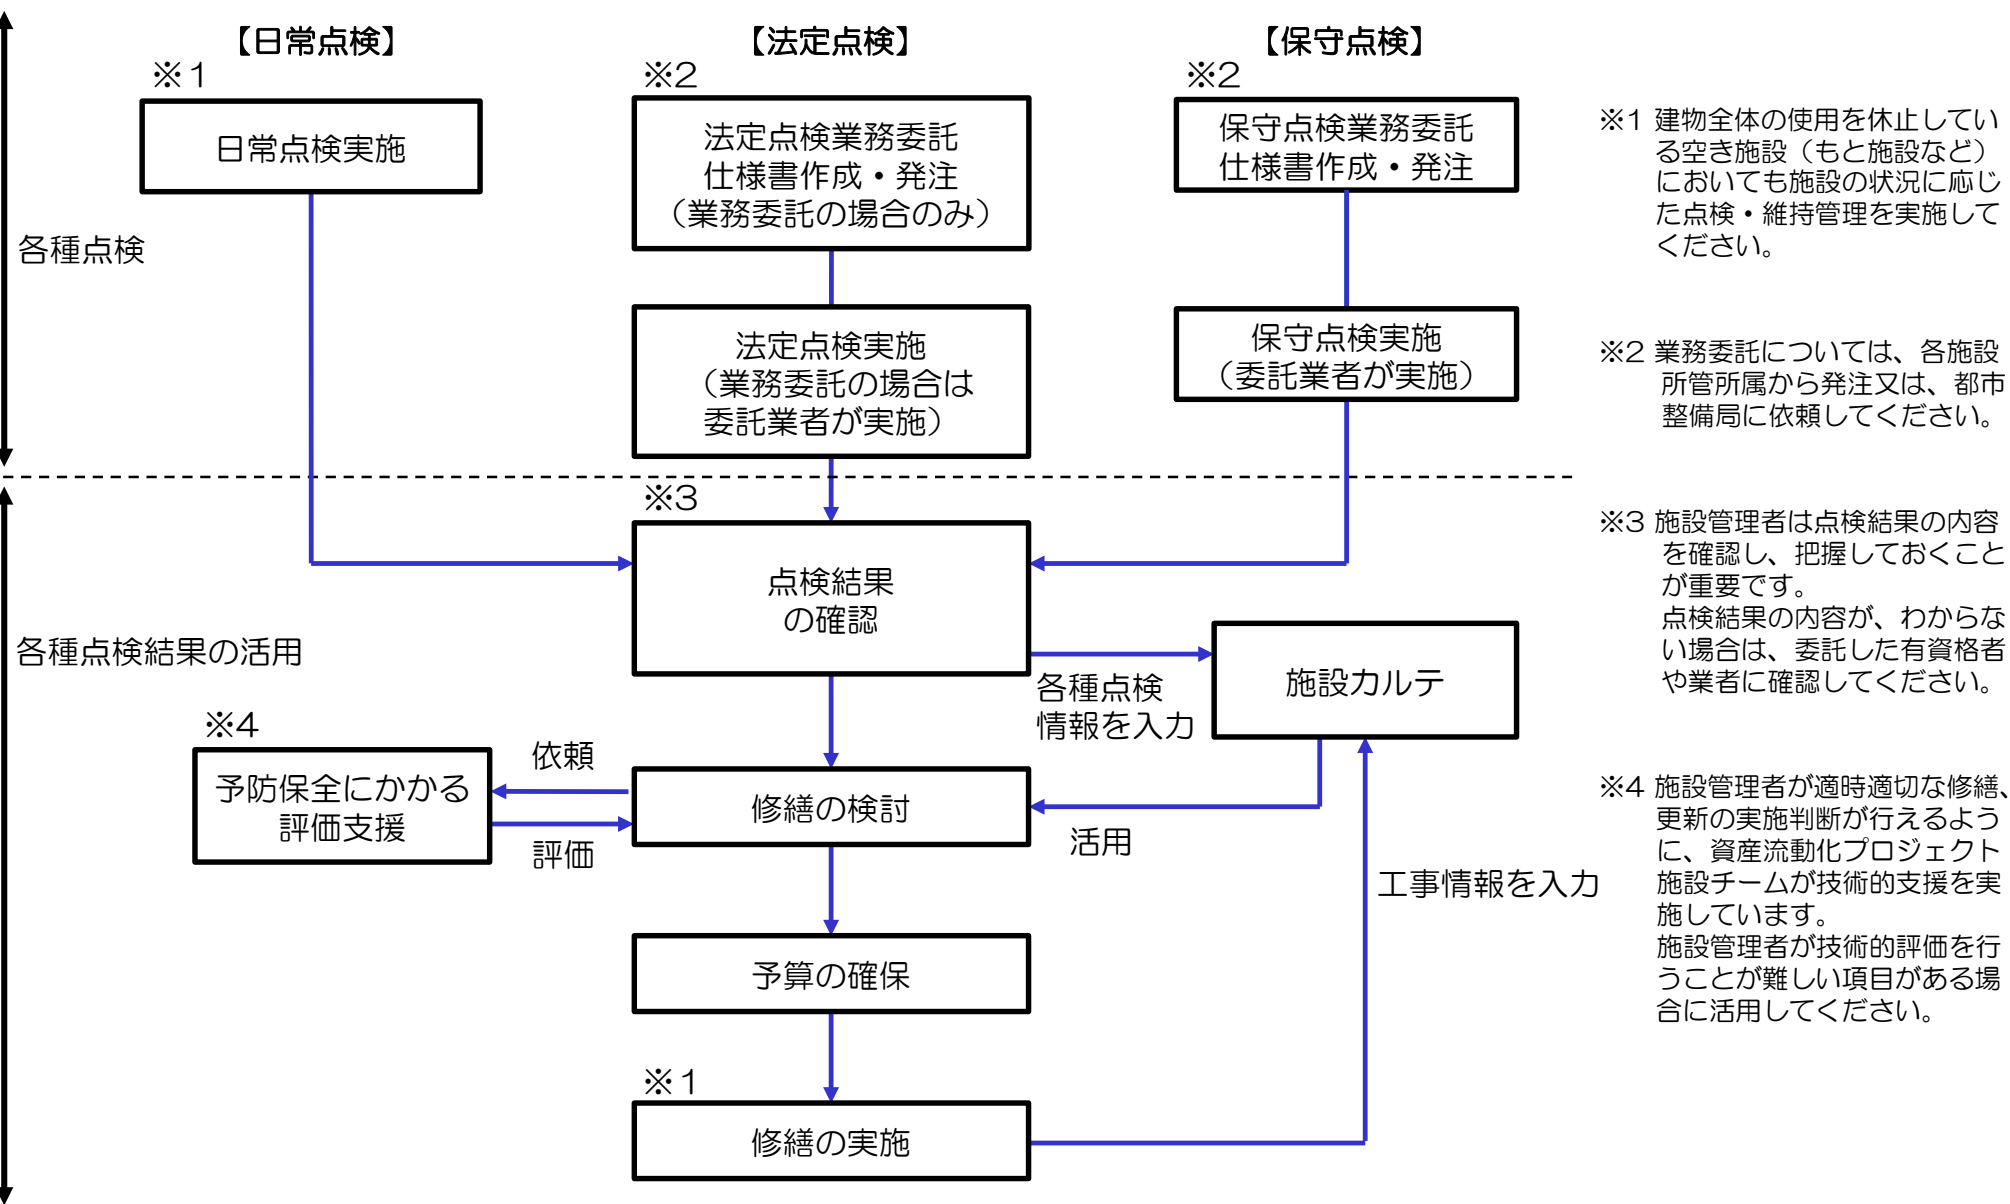 【日常点検】
【法定点検】
【保守点検】
※1
※2
※2
日常点検実施
法定点検業務委託
仕様書作成・発注
（業務委託の場合のみ）
保守点検業務委託
仕様書作成・発注
各種点検
法定点検実施
（業務委託の場合は
委託業者が実施）
保守点検実施
（委託業者が実施）
※3
点検結果
の確認
各種点検結果の活用
各種点検
情報を入力
施設カルテ
※4
予防保全にかかる
評価支援
依頼
評価
修繕の検討
活用
工事情報を入力
予算の確保
※1
修繕の実施
※1 建物全体の使用を休止してい
る空き施設（もと施設など）
においても施設の状況に応じ
た点検・維持管理を実施して
ください。
※2 業務委託については、各施設
所管所属から発注又は、都市
整備局に依頼してください。
※3 施設管理者は点検結果の内容
を確認し、把握しておくこと
が重要です。
点検結果の内容が、わからな
い場合は、委託した有資格者
や業者に確認してください。
※4 施設管理者が適時適切な修繕、
更新の実施判断が行えるよう
に、資産流動化プロジェクト
施設チームが技術的支援を実
施しています。
施設管理者が技術的評価を行
うことが難しい項目がある場
合に活用してください。